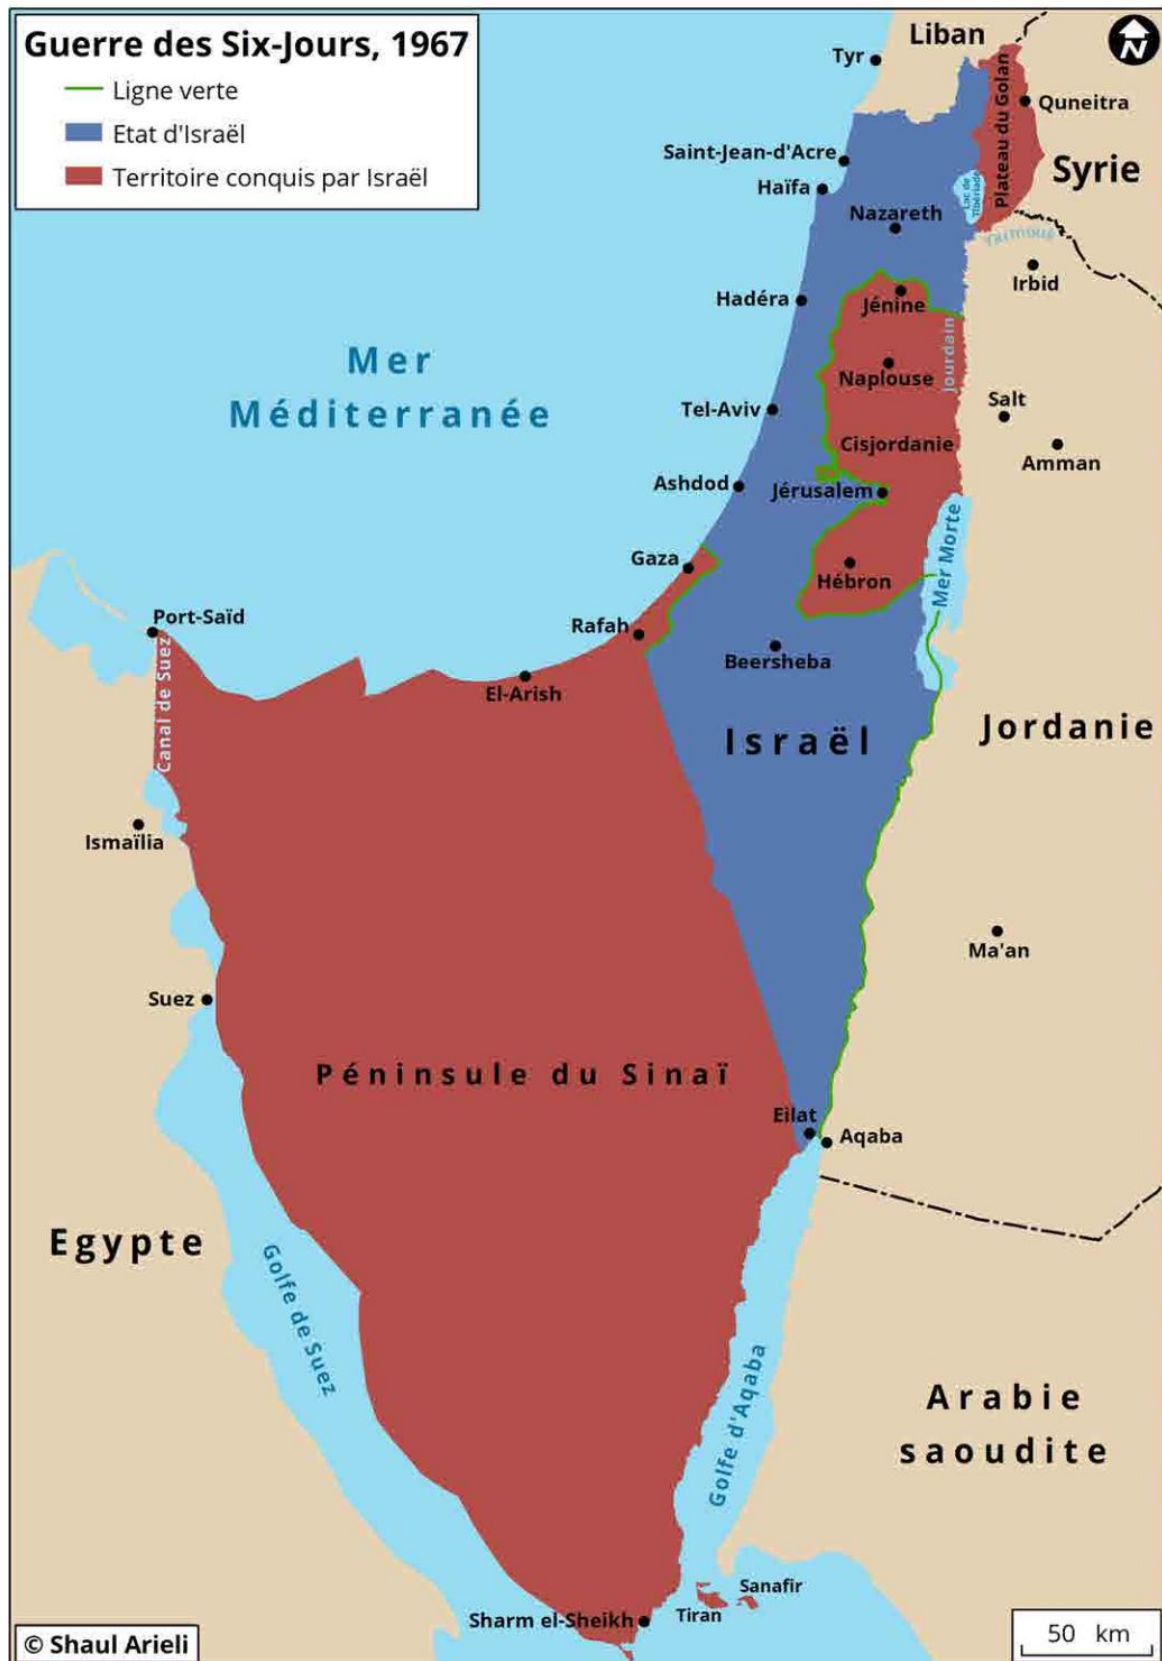 Guerre des Six-Jours, 1967
Ligne verte
Etat d'Israël
Territoire conquis par Israël
N
Liban
Tyr
Plateau du Golan
Quneitra
Syrie
Saint-Jean-d'Acre
Haïfa
Lac de
Tibériade
Nazareth
Yarmouk
Irbid
Hadéra
Jénine
Jourdain
Mer
Méditerranée
Naplouse
Salt
Tel-Aviv
Cisjordanie
Amman
Ashdod
Jérusalem
Mer Morte
Gaza
Hébron
Port-Saïd
Rafah
Beersheba
Canal de Suez
El-Arish
Israël
Jordanie
Ismaïlia
Ma'an
Suez
Péninsule du Sinaï
Eilat
Aqaba
Egypte
Golfe de Suez
Golfe d'Aqaba
Arabie
saoudite
Sanafir
Tiran
Sharm el-Sheikh
© Shaul Arieli
50 km